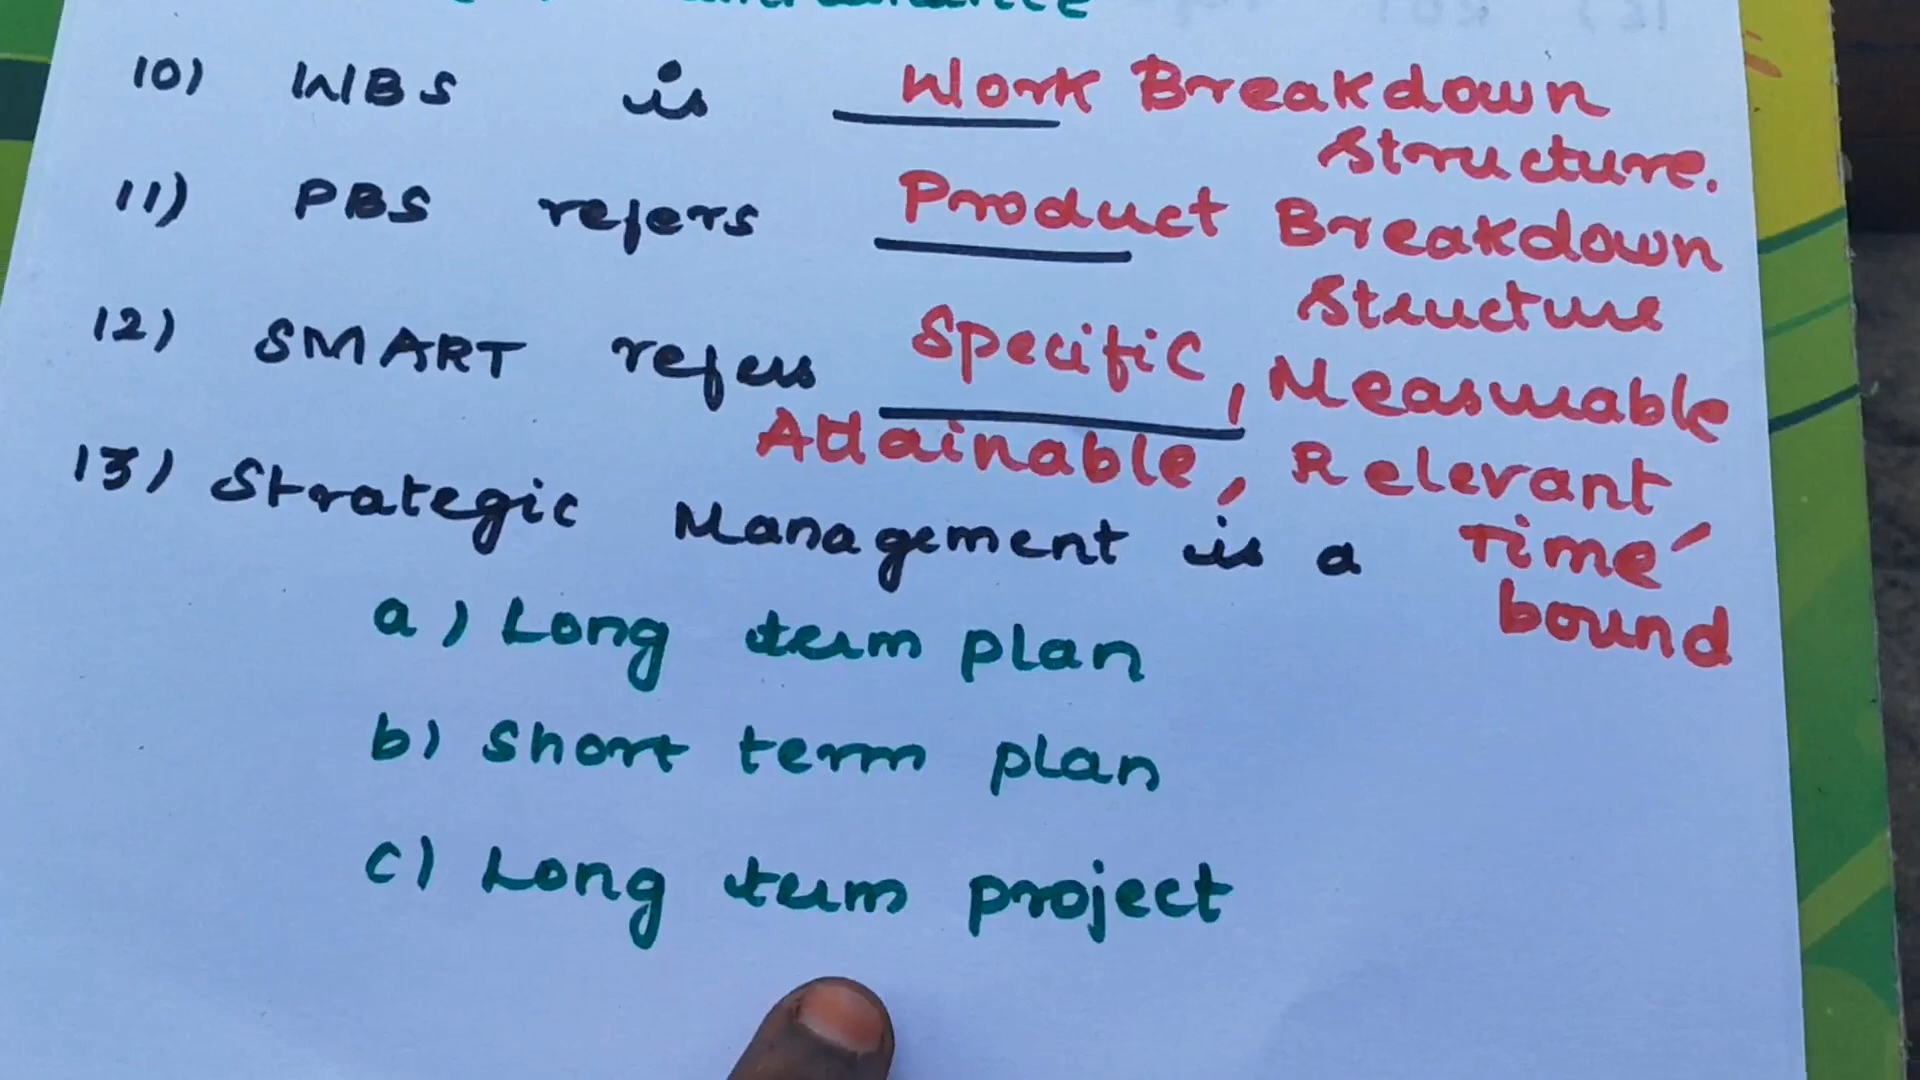 10) WBS is Work Breakdown
Structure.
11) PBS refers Product Breakdown
Structure
12) SMART refers Specific, Measurable
Attainable, Relevant
13) Strategic Management is a Time
bound
a) Long term plan
b) Short term plan
c) Long term project